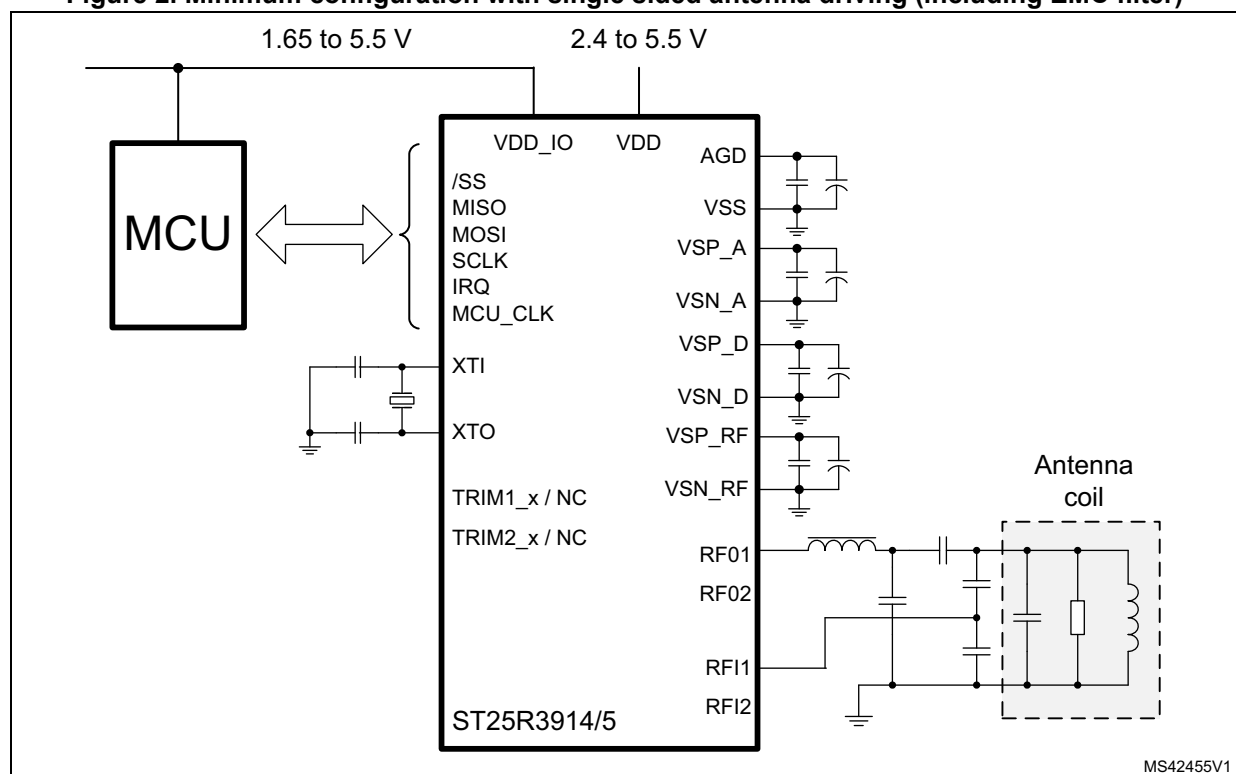 Figure 2. Minimum configuration with single sided antenna driving (including EMC filter)
1.65 to 5.5 V
2.4 to 5.5 V
MCU
VDD_IO
VDD
/SS
MISO
MOSI
SCLK
IRQ
MCU_CLK
XTI
XTO
TRIM1_x / NC
TRIM2_x / NC
ST25R3914/5
AGD
VSS
VSP_A
VSN_A
VSP_D
VSN_D
VSP_RF
VSN_RF
RF01
RF02
RFI1
RFI2
Antenna
coil
MS42455V1